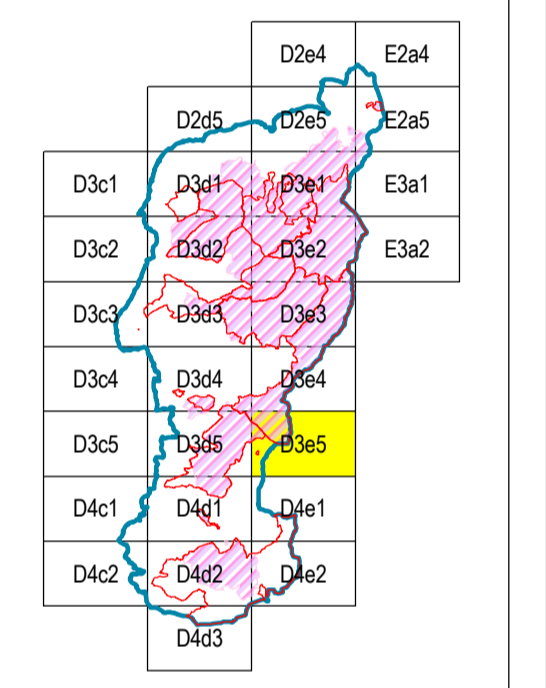 D2e4 E2a4
D2d5 D2e5 E2a5
D3c1 D3d1 D3e1 E3a1
D3c2 D3d2 D3e2 E3a2
D3c3 D3d3 D3e3
D3c4 D3d4 D3e4
D3c5 D3d5 D3e5
D4c1 D4d1 D4e1
D4c2 D4d2 D4e2
D4d3